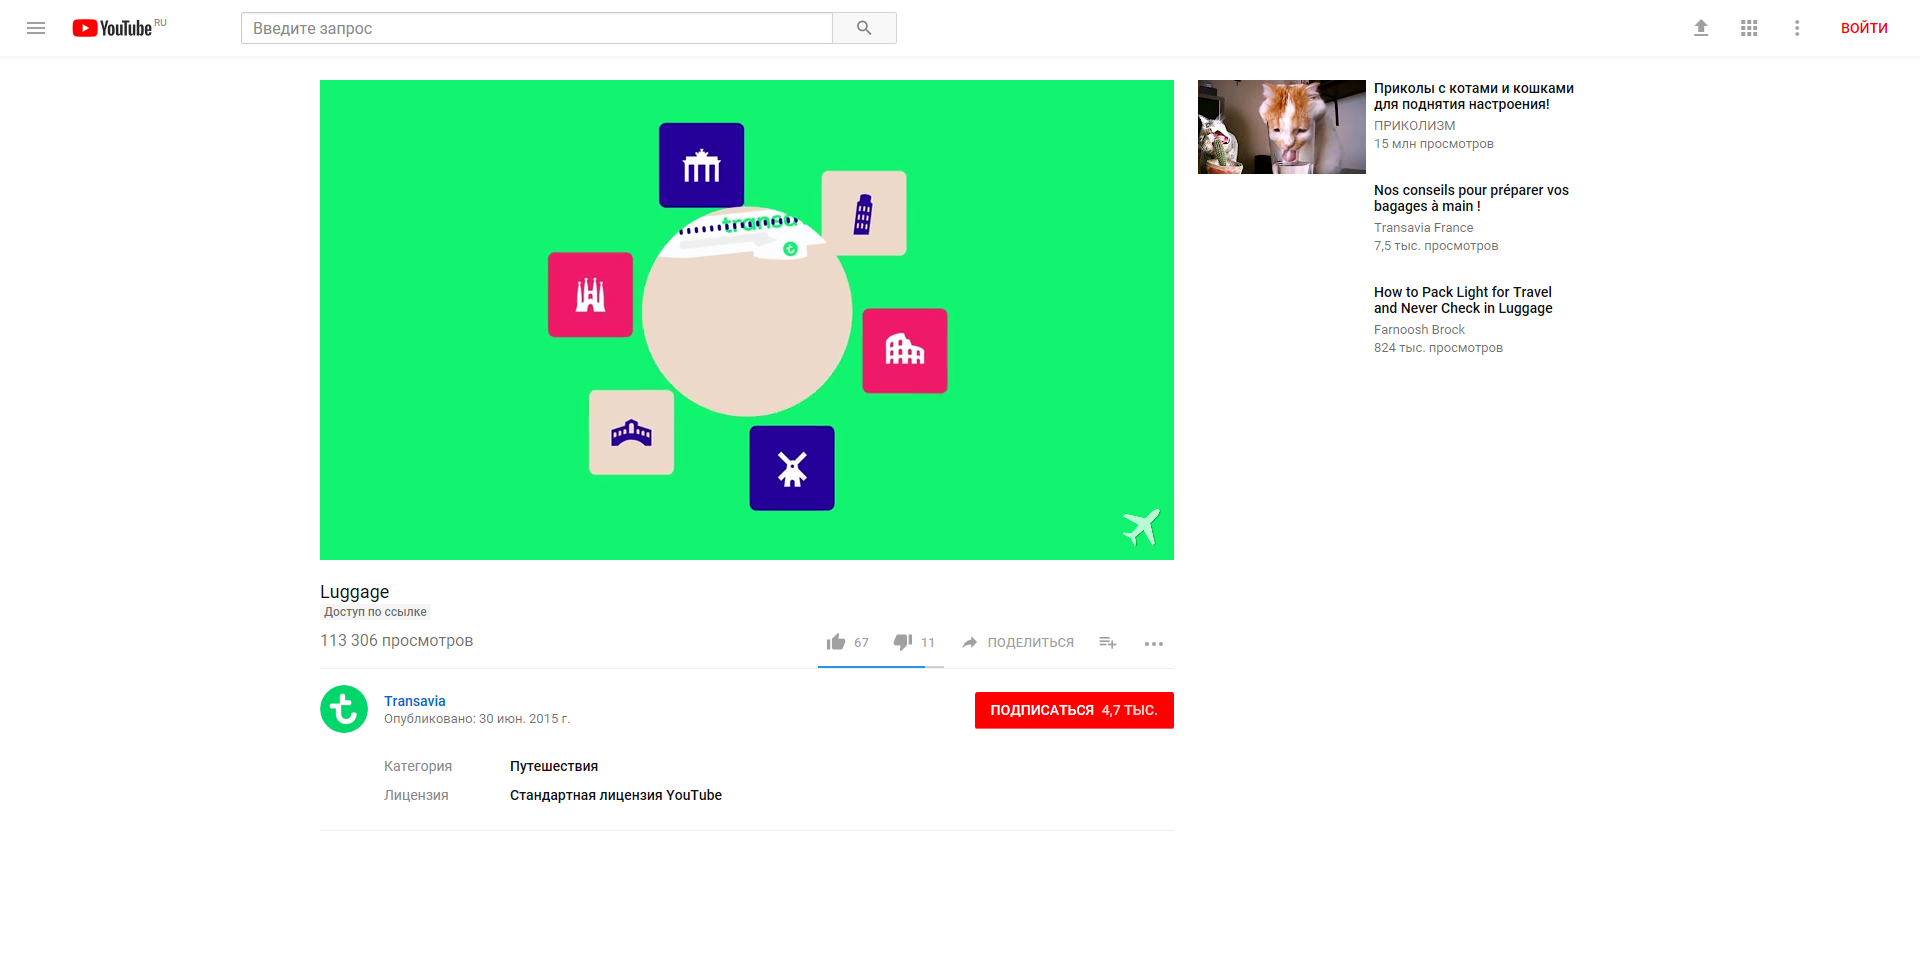 YouTube RU
Введите запрос
ВОЙТИ
transa
Приколы с котами и кошками
для поднятия настроения!
ПРИКОЛИЗМ
15 млн просмотров
Nos conseils pour préparer vos
bagages à main !
Transavia France
7,5 тыс. просмотров
How to Pack Light for Travel
and Never Check in Luggage
Farnoosh Brock
824 тыс. просмотров
Luggage
Доступ по ссылке
113 306 просмотров
67
11
ПОДЕЛИТЬСЯ
Transavia
Опубликовано: 30 июн. 2015 г.
ПОДПИСАТЬСЯ 4,7 ТЫС.
Категория
Путешествия
Лицензия
Стандартная лицензия YouTube